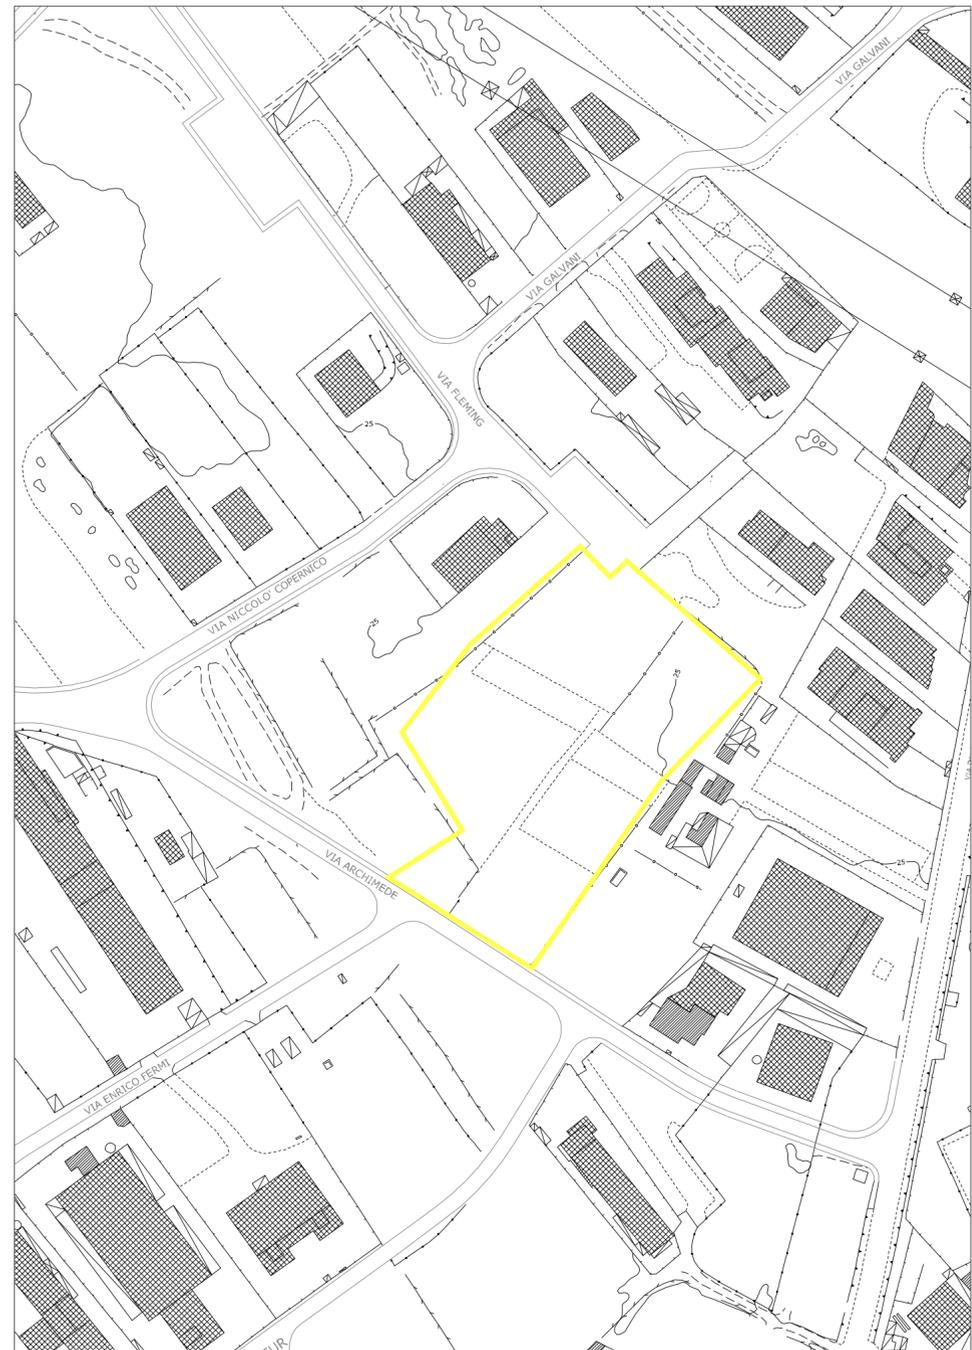 VIA GALVANI
VIA GALVANI
VIA FLEMING
25
VIA NICCOLO' COPERNICO
25
25
VIA ARCHIMEDE
25
VIA ENRICO FERMI